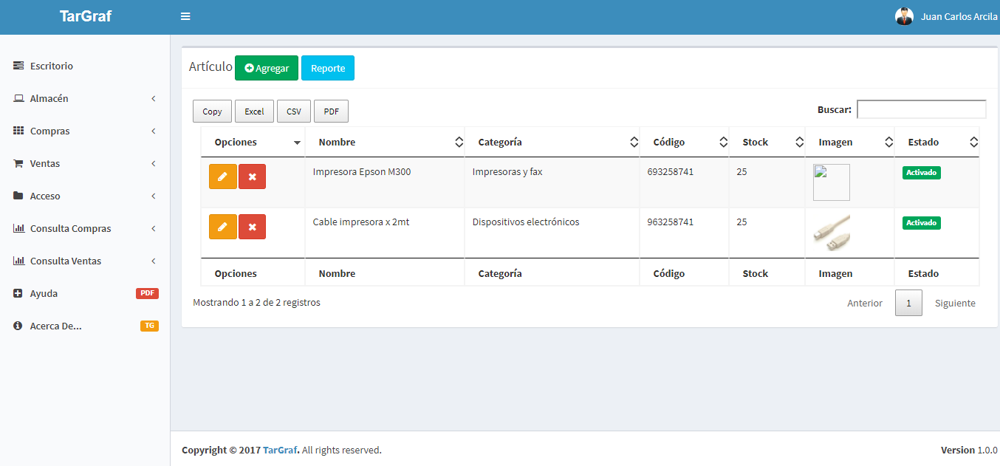 TarGraf
Juan Carlos Arcila
Escritorio
Almacén
Compras
Ventas
Acceso
Consulta Compras
Consulta Ventas
Ayuda PDF
Acerca De... TG
Artículo Agregar Reporte
Copy Excel CSV PDF Buscar:
Opciones Nombre Categoría Código Stock Imagen Estado
Impresora Epson M300 Impresoras y fax 693258741 25 Activado
Cable impresora x 2mt Dispositivos electrónicos 963258741 25 Activado
Opciones Nombre Categoría Código Stock Imagen Estado
Mostrando 1 a 2 de 2 registros Anterior 1 Siguiente
Copyright © 2017 TarGraf. All rights reserved. Version 1.0.0